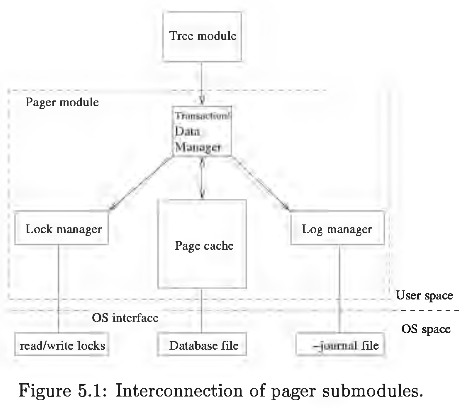 Tree module
Pager module
Transaction/
Data
Manager
Lock manager
Page cache
Log manager
User space
OS interface
OS space
read/write locks
Database file
–journal file
Figure 5.1: Interconnection of pager submodules.